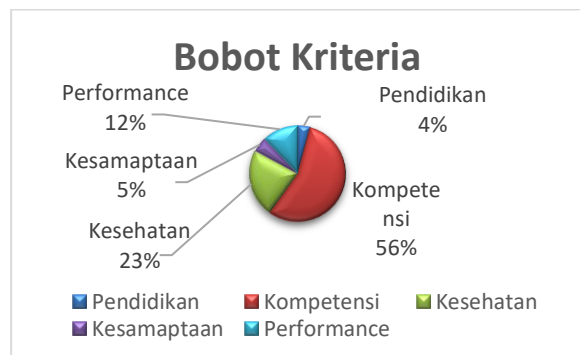 Bobot Kriteria
Performance
12%
Pendidikan
4%
Kesamaptaan
5%
Kompete
nsi
56%
Kesehatan
23%
Pendidikan Kompetensi Kesehatan
Kesamaptaan Performance